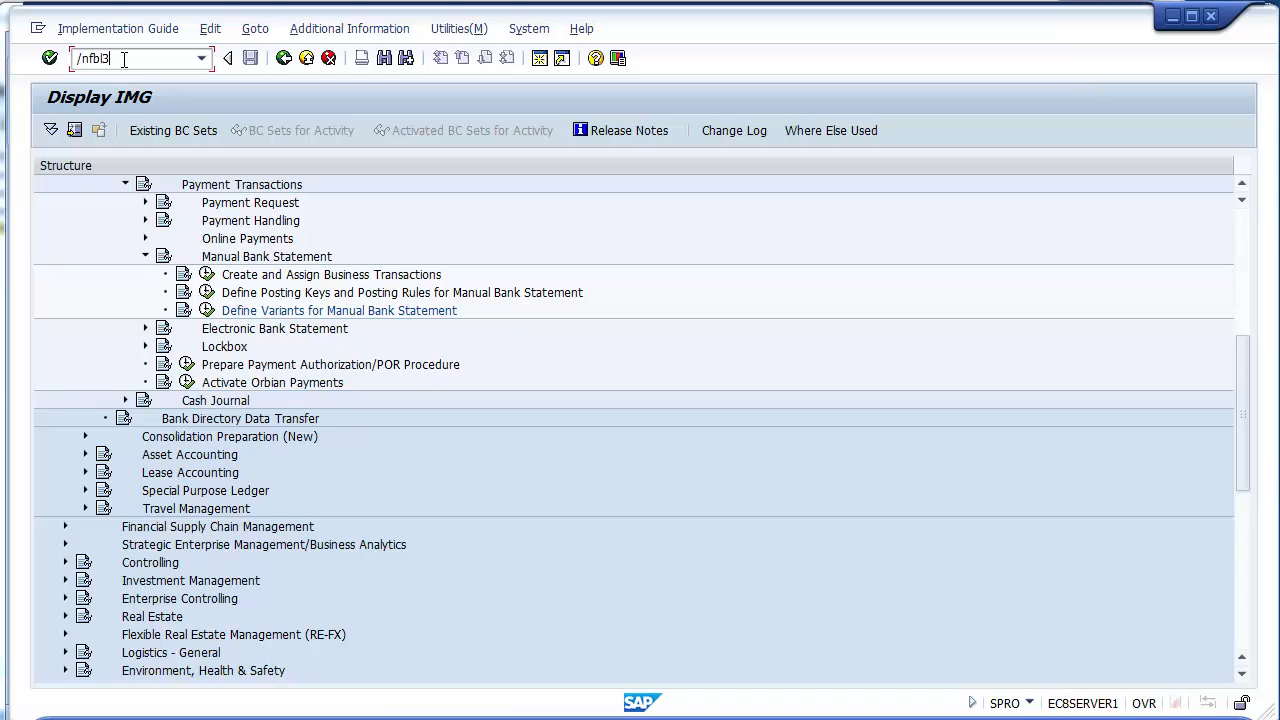 Implementation Guide Edit Goto Additional Information Utilities(M) System Help
/nfbl3
Display IMG
Existing BC Sets BC Sets for Activity Activated BC Sets for Activity Release Notes Change Log Where Else Used
Structure
Payment Transactions
Payment Request
Payment Handling
Online Payments
Manual Bank Statement
Create and Assign Business Transactions
Define Posting Keys and Posting Rules for Manual Bank Statement
Define Variants for Manual Bank Statement
Electronic Bank Statement
Lockbox
Prepare Payment Authorization/POR Procedure
Activate Orbian Payments
Cash Journal
Bank Directory Data Transfer
Consolidation Preparation (New)
Asset Accounting
Lease Accounting
Special Purpose Ledger
Travel Management
Financial Supply Chain Management
Strategic Enterprise Management/Business Analytics
Controlling
Investment Management
Enterprise Controlling
Real Estate
Flexible Real Estate Management (RE-FX)
Logistics - General
Environment, Health & Safety
SAP SPRO EC8SERVER1 OVR